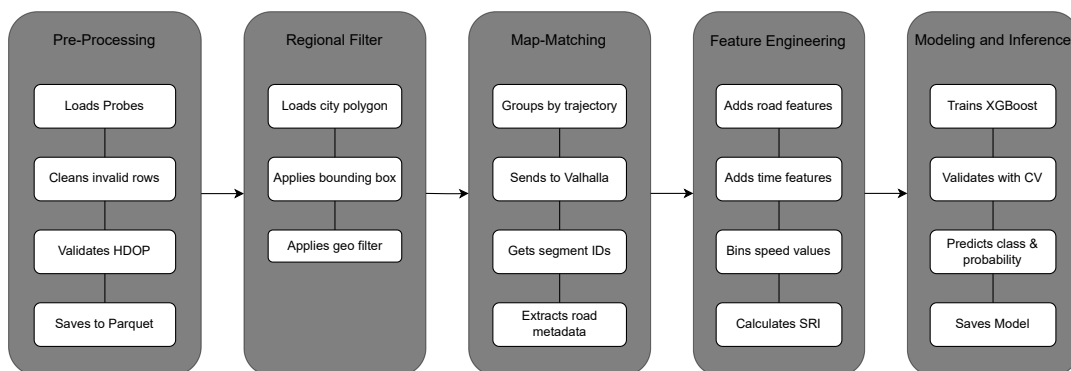 Pre-Processing
Loads Probes
Cleans invalid rows
Validates HDOP
Saves to Parquet
Regional Filter
Loads city polygon
Applies bounding box
Applies geo filter
Map-Matching
Groups by trajectory
Sends to Valhalla
Gets segment IDs
Extracts road
metadata
Feature Engineering
Adds road features
Adds time features
Bins speed values
Calculates SRI
Modeling and Inference
Trains XGBoost
Validates with CV
Predicts class &
probability
Saves Model